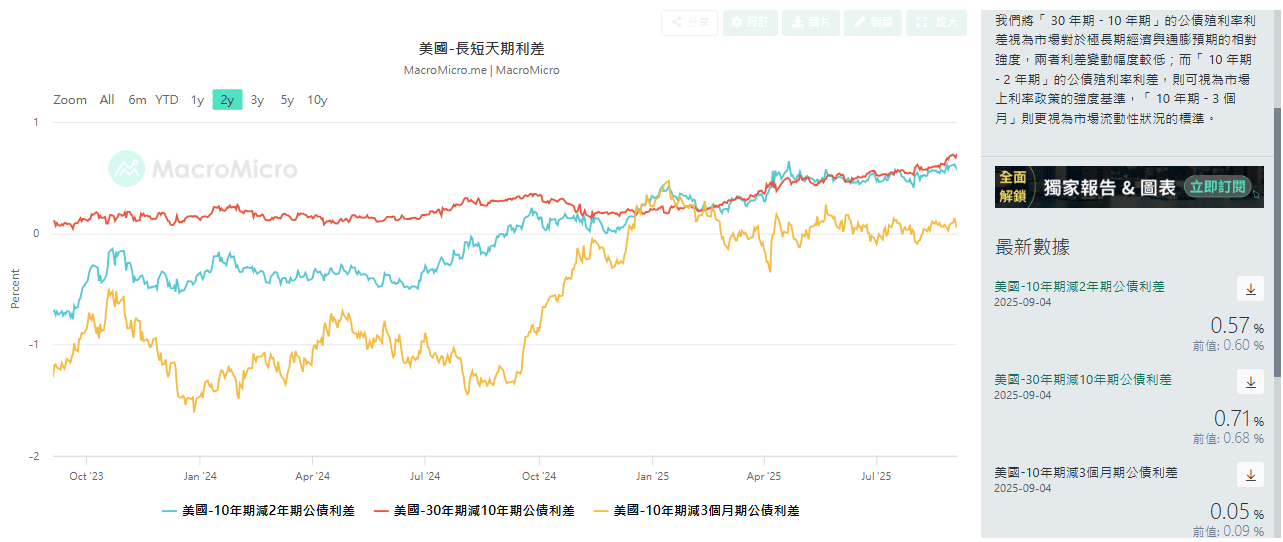 分享
自訂
圖片
繪圖
放大
美國-長短天期利差
MacroMicro.me | MacroMicro
Zoom All 6m YTD 1y 2y 3y 5y 10y
MacroMicro
Percent
1
0
-1
-2
Oct '23
Jan '24
Apr '24
Jul '24
Oct '24
Jan '25
Apr '25
Jul '25
美國-10年期減2年期公債利差
美國-30年期減10年期公債利差
美國-10年期減3個月期公債利差
我們將「 30 年期 - 10 年期」的公債殖利率利
差視為市場對於極長期經濟與通膨預期的相對
強度，兩者利差變動幅度較低；而「 10 年期
- 2 年期」的公債殖利率利差，則可視為市場
上利率政策的強度基準，「 10 年期 - 3 個
月」則更視為市場流動性狀況的標準。
全面
解鎖
獨家報告 & 圖表
立即訂閱
最新數據
美國-10年期減2年期公債利差
2025-09-04
0.57 %
前值: 0.60 %
美國-30年期減10年期公債利差
2025-09-04
0.71 %
前值: 0.68 %
美國-10年期減3個月期公債利差
2025-09-04
0.05 %
前值: 0.09 %